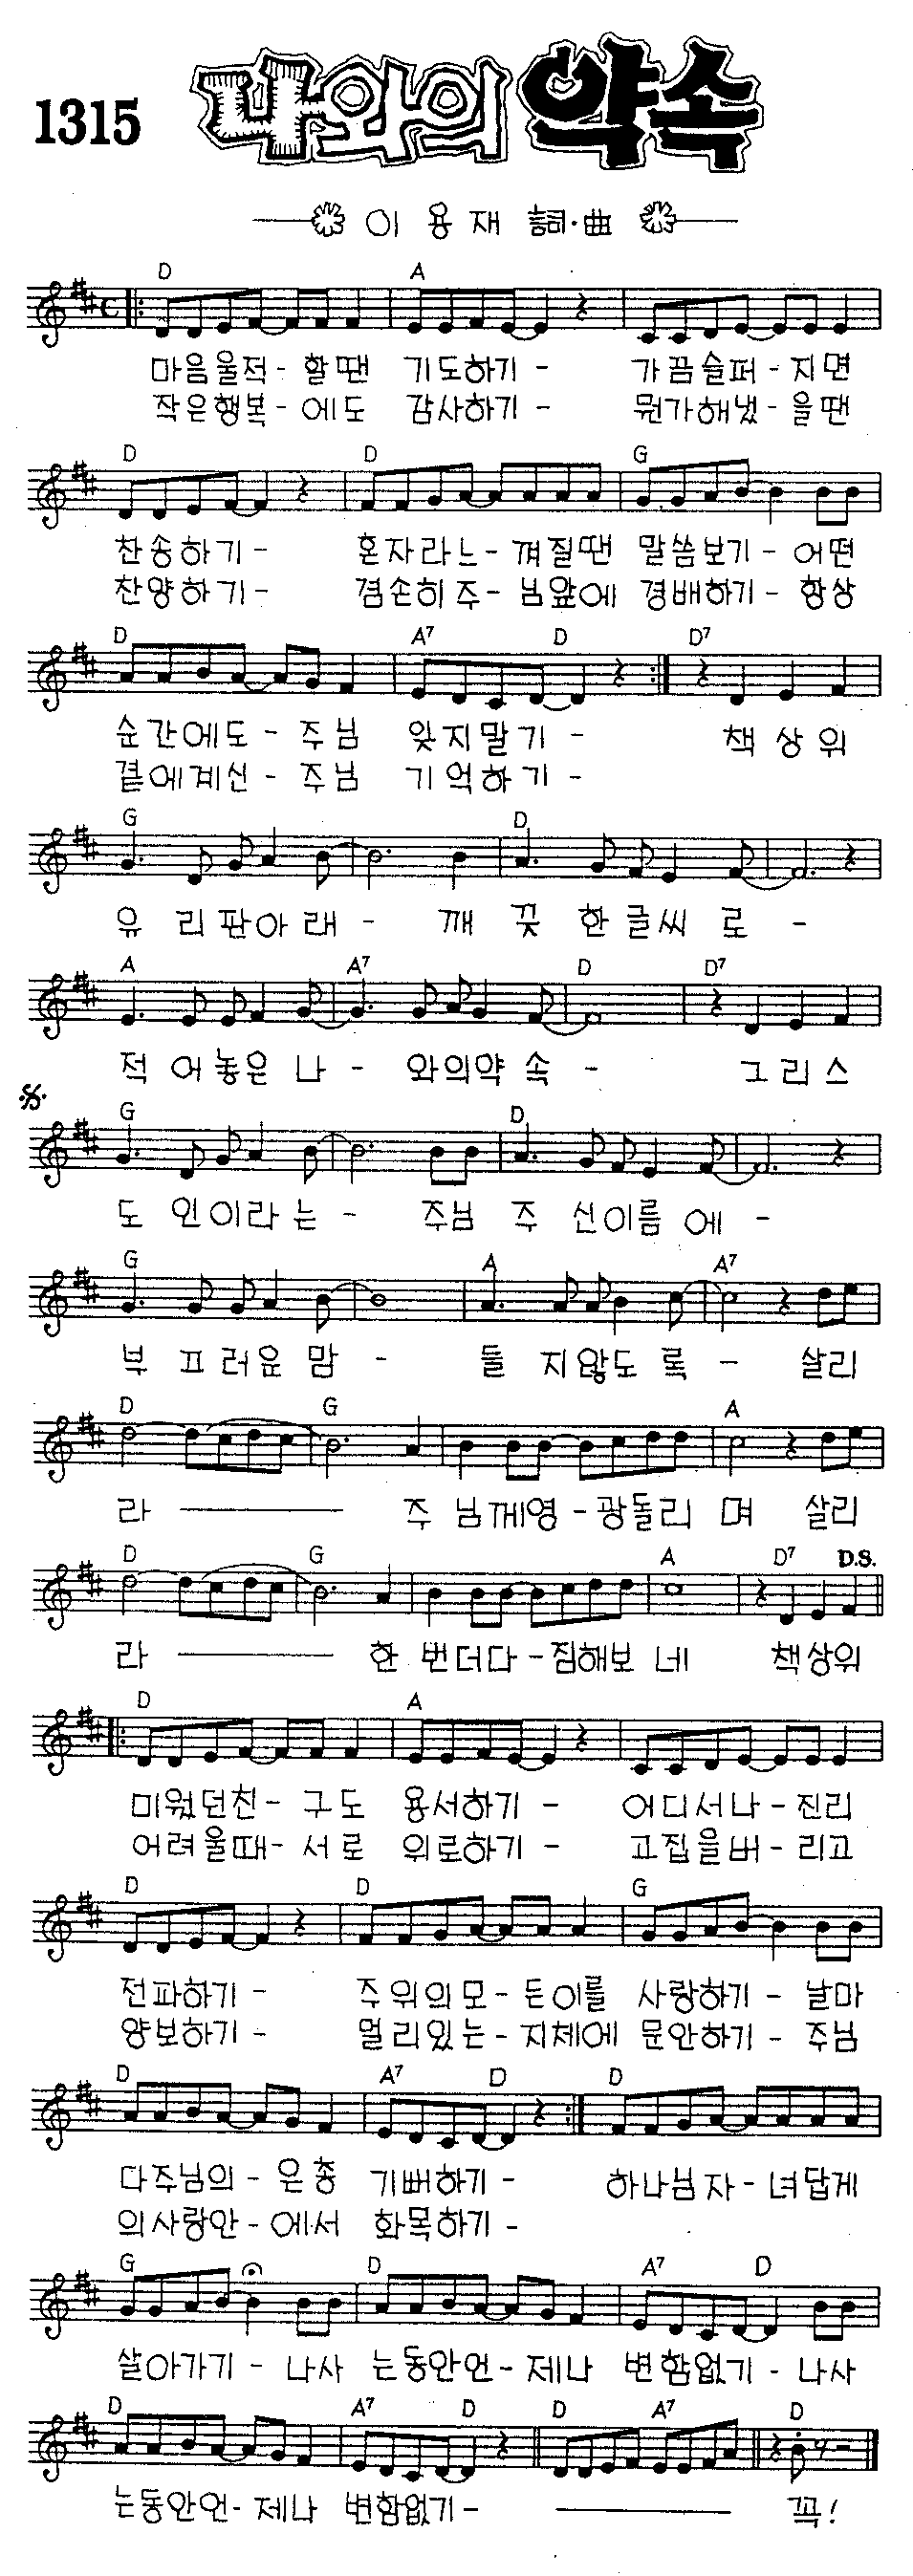 1315
나와의 약속
이 용 재 詞·曲
D A
마음울적 - 할땐 기도하기 - 가끔슬퍼 - 지면
작은행복 - 에도 감사하기 - 뭔가해냈 - 을땐
D D G
찬송하기 - 혼자라느 - 껴질땐 말씀보기 - 어떤
찬양하기 - 겸손히주 - 님앞에 경배하기 - 항상
D A7 D D7
순간에도 - 주님 잊지말기 - 책 상 위
곁에계신 - 주님 기억하기 -
G D
유 리판아래 - 깨 끗 한글씨 로 -
A A7 D D7
적 어놓은 나 - 와의약 속 - 그 리 스
G D
도 인이라는 - 주님 주 신이름 에 -
G A A7
부 끄러운 맘 - 들 지않도 록 - 살리
D G A
라 ——— 주 님께영 - 광돌리 며 살리
D G A D7 D.S.
라 ——— 한 번더다 - 짐해보 네 책상위
D A
미웠던친 - 구도 용서하기 - 어디서나 - 진리
어려울때 - 서로 위로하기 - 고집을버 - 리고
D D G
전파하기 - 주위의모 - 든이를 사랑하기 - 날마
양보하기 - 멀리있는 - 지체에 문안하기 - 주님
D A7 D D
다주님의 - 은총 기뻐하기 - 하나님자 - 녀답게
의사랑안 - 에서 화목하기 -
G D A7 D
살아가기 - 나사 는동안언 - 제나 변함없기 - 나사
D A7 D D A7 D
는동안언 - 제나 변함없기 - ——— 꼭!